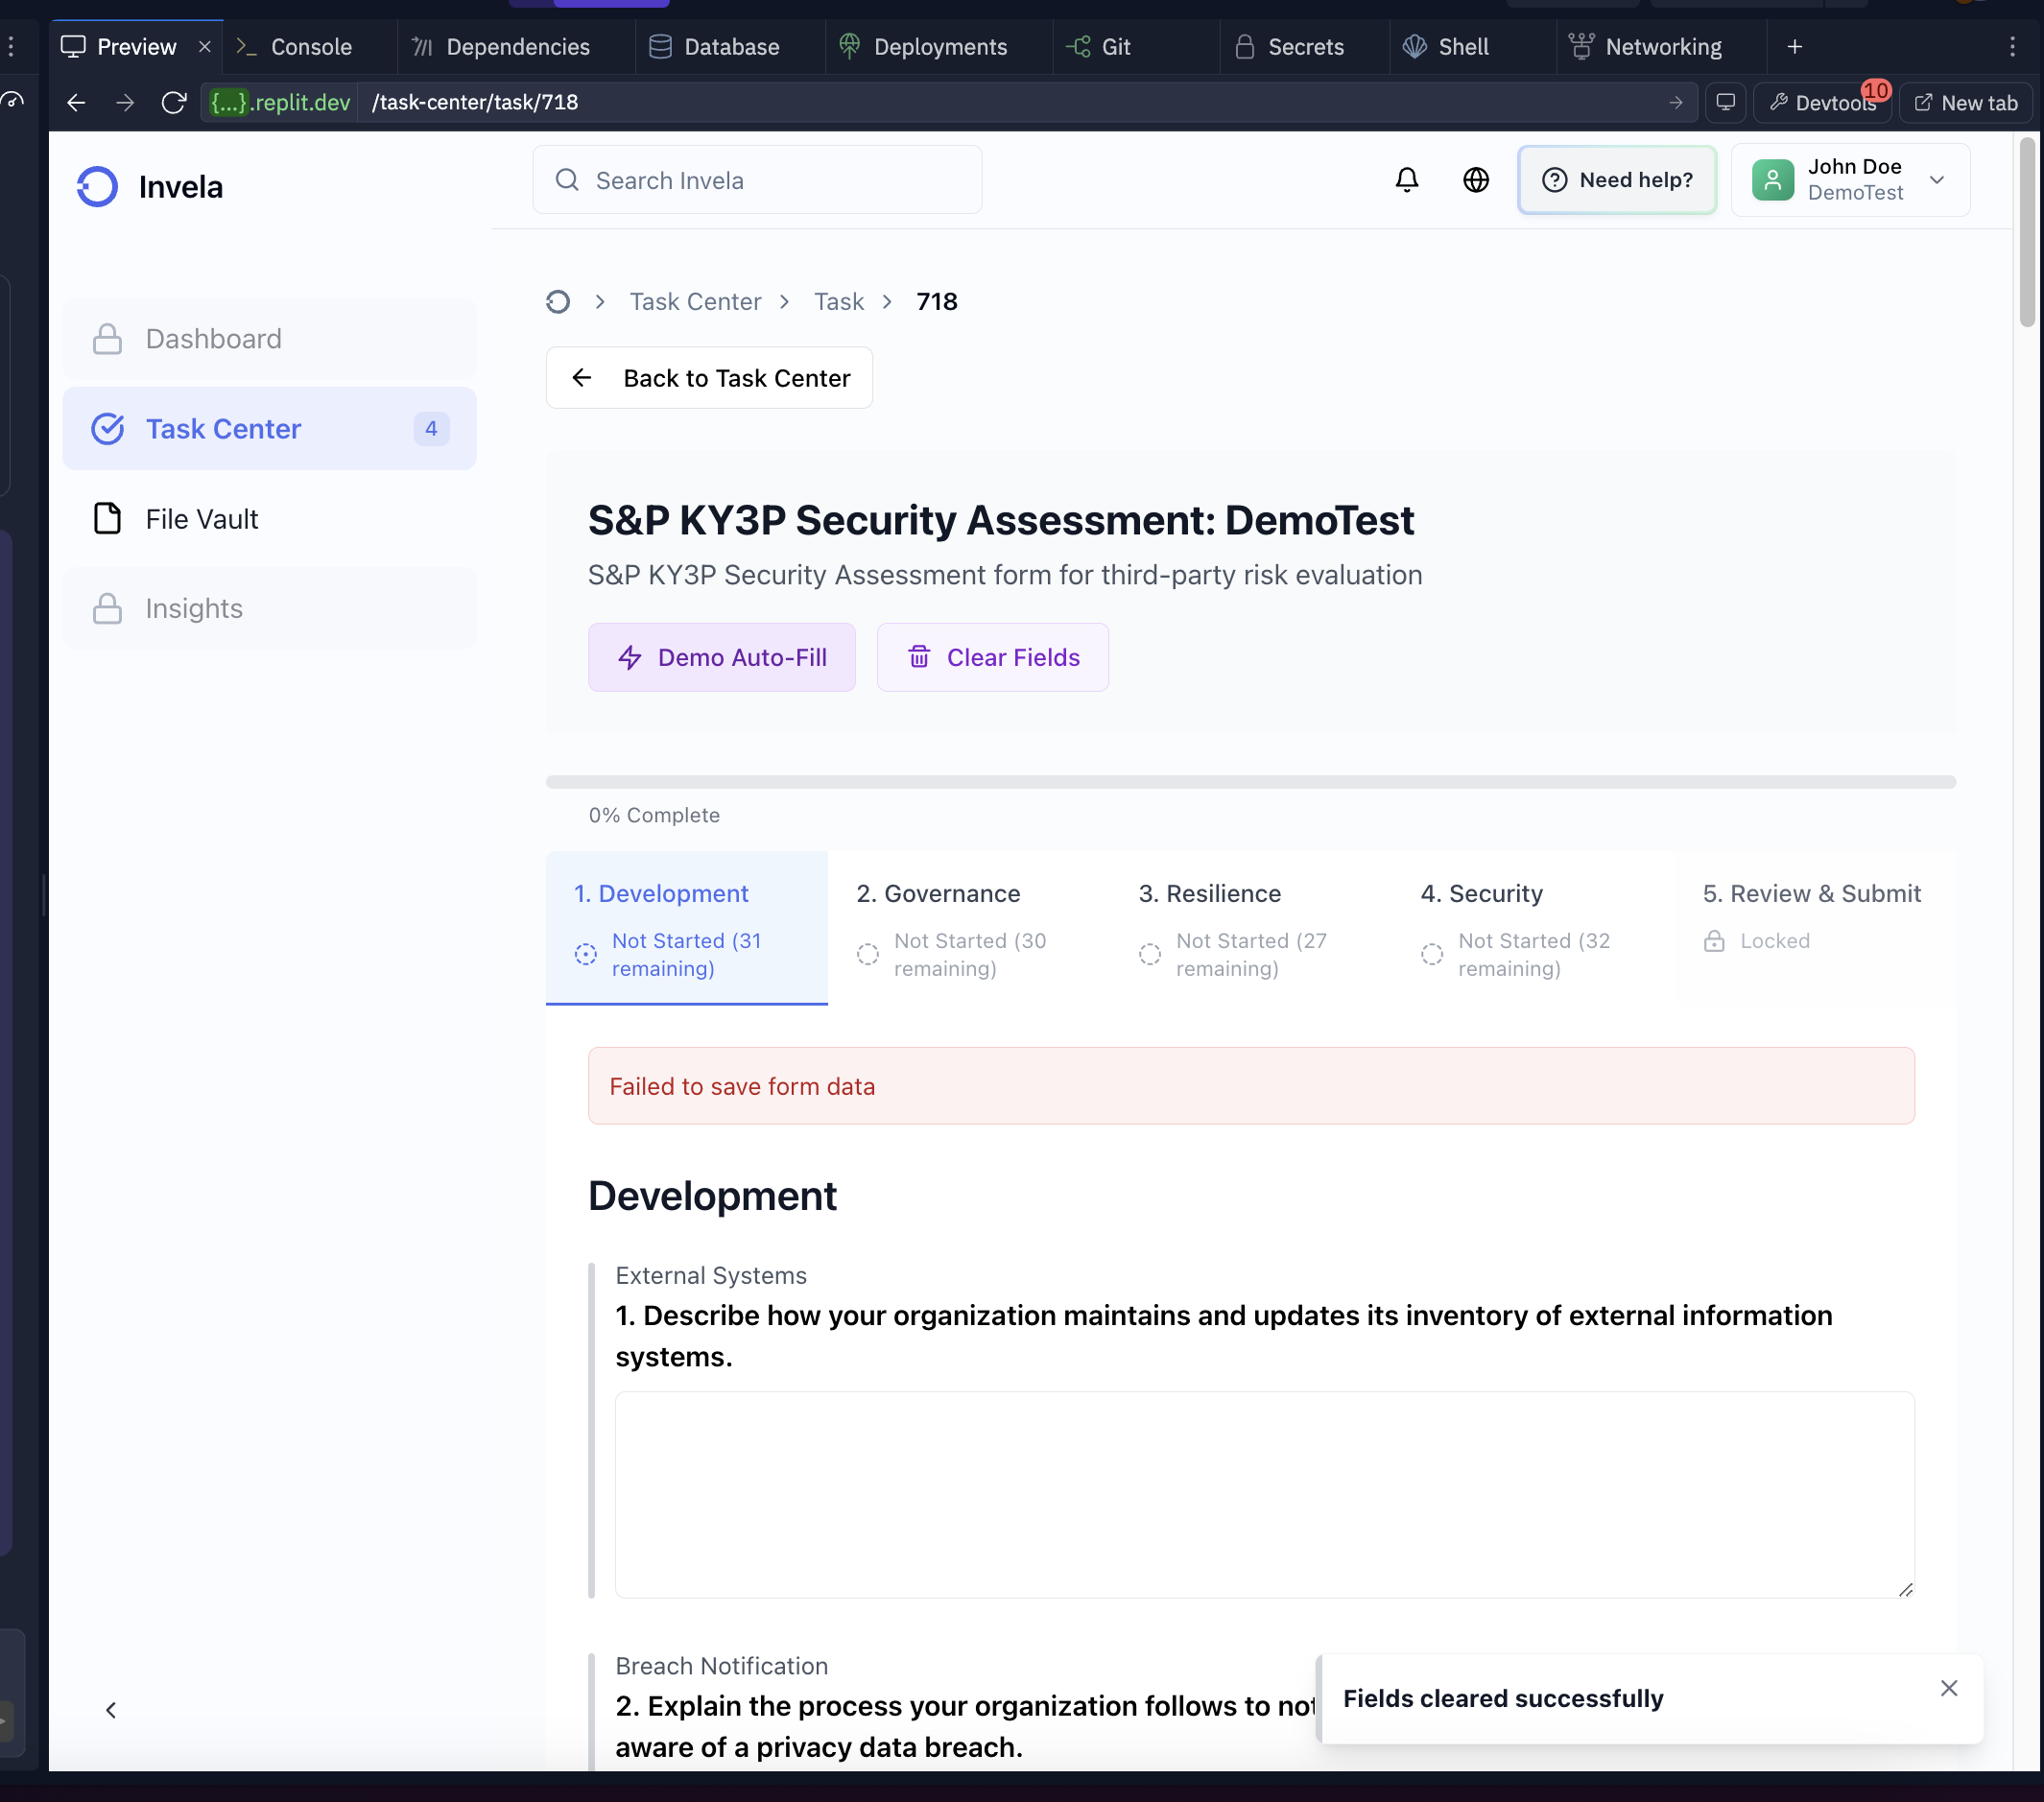 Preview
Console
Dependencies
Database
Deployments
Git
Secrets
Shell
Networking
{...}.replit.dev
/task-center/task/718
Devtools
10
New tab
Invela
Search Invela
Need help?
John Doe
DemoTest
Dashboard
Task Center
4
File Vault
Insights
Task Center
Task
718
Back to Task Center
S&P KY3P Security Assessment: DemoTest
S&P KY3P Security Assessment form for third-party risk evaluation
Demo Auto-Fill
Clear Fields
0% Complete
1. Development
Not Started (31
remaining)
2. Governance
Not Started (30
remaining)
3. Resilience
Not Started (27
remaining)
4. Security
Not Started (32
remaining)
5. Review & Submit
Locked
Failed to save form data
Development
External Systems
1. Describe how your organization maintains and updates its inventory of external information
systems.
Breach Notification
2. Explain the process your organization follows to
aware of a privacy data breach.
Fields cleared successfully